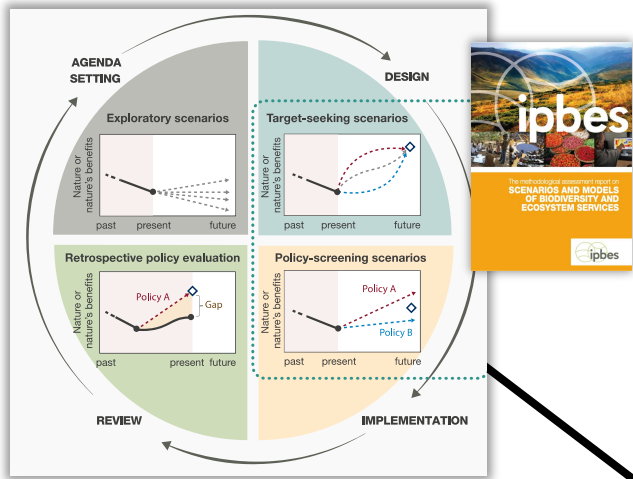 AGENDA
SETTING
DESIGN
Exploratory scenarios
Nature or
nature's benefits
past
present
future
Target-seeking scenarios
Nature or
nature's benefits
past
present
future
Retrospective policy evaluation
Nature or
nature's benefits
Policy A
Gap
past
present
future
Policy-screening scenarios
Nature or
nature's benefits
Policy A
Policy B
past
present
future
REVIEW
IMPLEMENTATION
ipbes
The methodological assessment report on
SCENARIOS AND MODELS
OF BIODIVERSITY AND
ECOSYSTEM SERVICES
ipbes